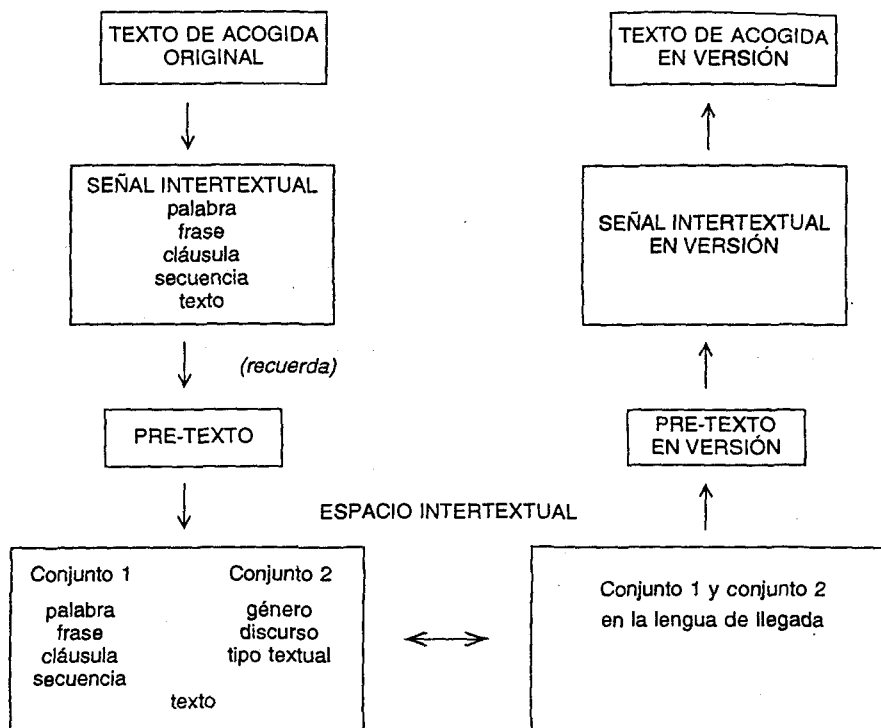 TEXTO DE ACOGIDA
ORIGINAL
SEÑAL INTERTEXTUAL
palabra
frase
cláusula
secuencia
texto
(recuerda)
PRE-TEXTO
ESPACIO INTERTEXTUAL
Conjunto 1
palabra
frase
cláusula
secuencia
Conjunto 2
género
discurso
tipo textual
texto
Conjunto 1 y conjunto 2
en la lengua de llegada
PRE-TEXTO
EN VERSIÓN
SEÑAL INTERTEXTUAL
EN VERSIÓN
TEXTO DE ACOGIDA
EN VERSIÓN